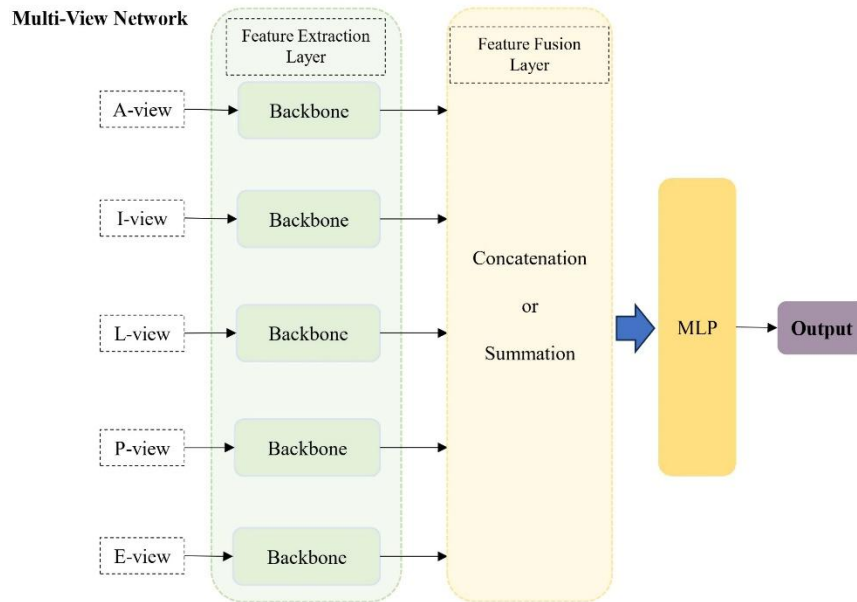 Multi-View Network
Feature Extraction
Layer
Feature Fusion
Layer
A-view
Backbone
I-view
Backbone
L-view
Backbone
P-view
Backbone
E-view
Backbone
Concatenation
or
Summation
MLP
Output